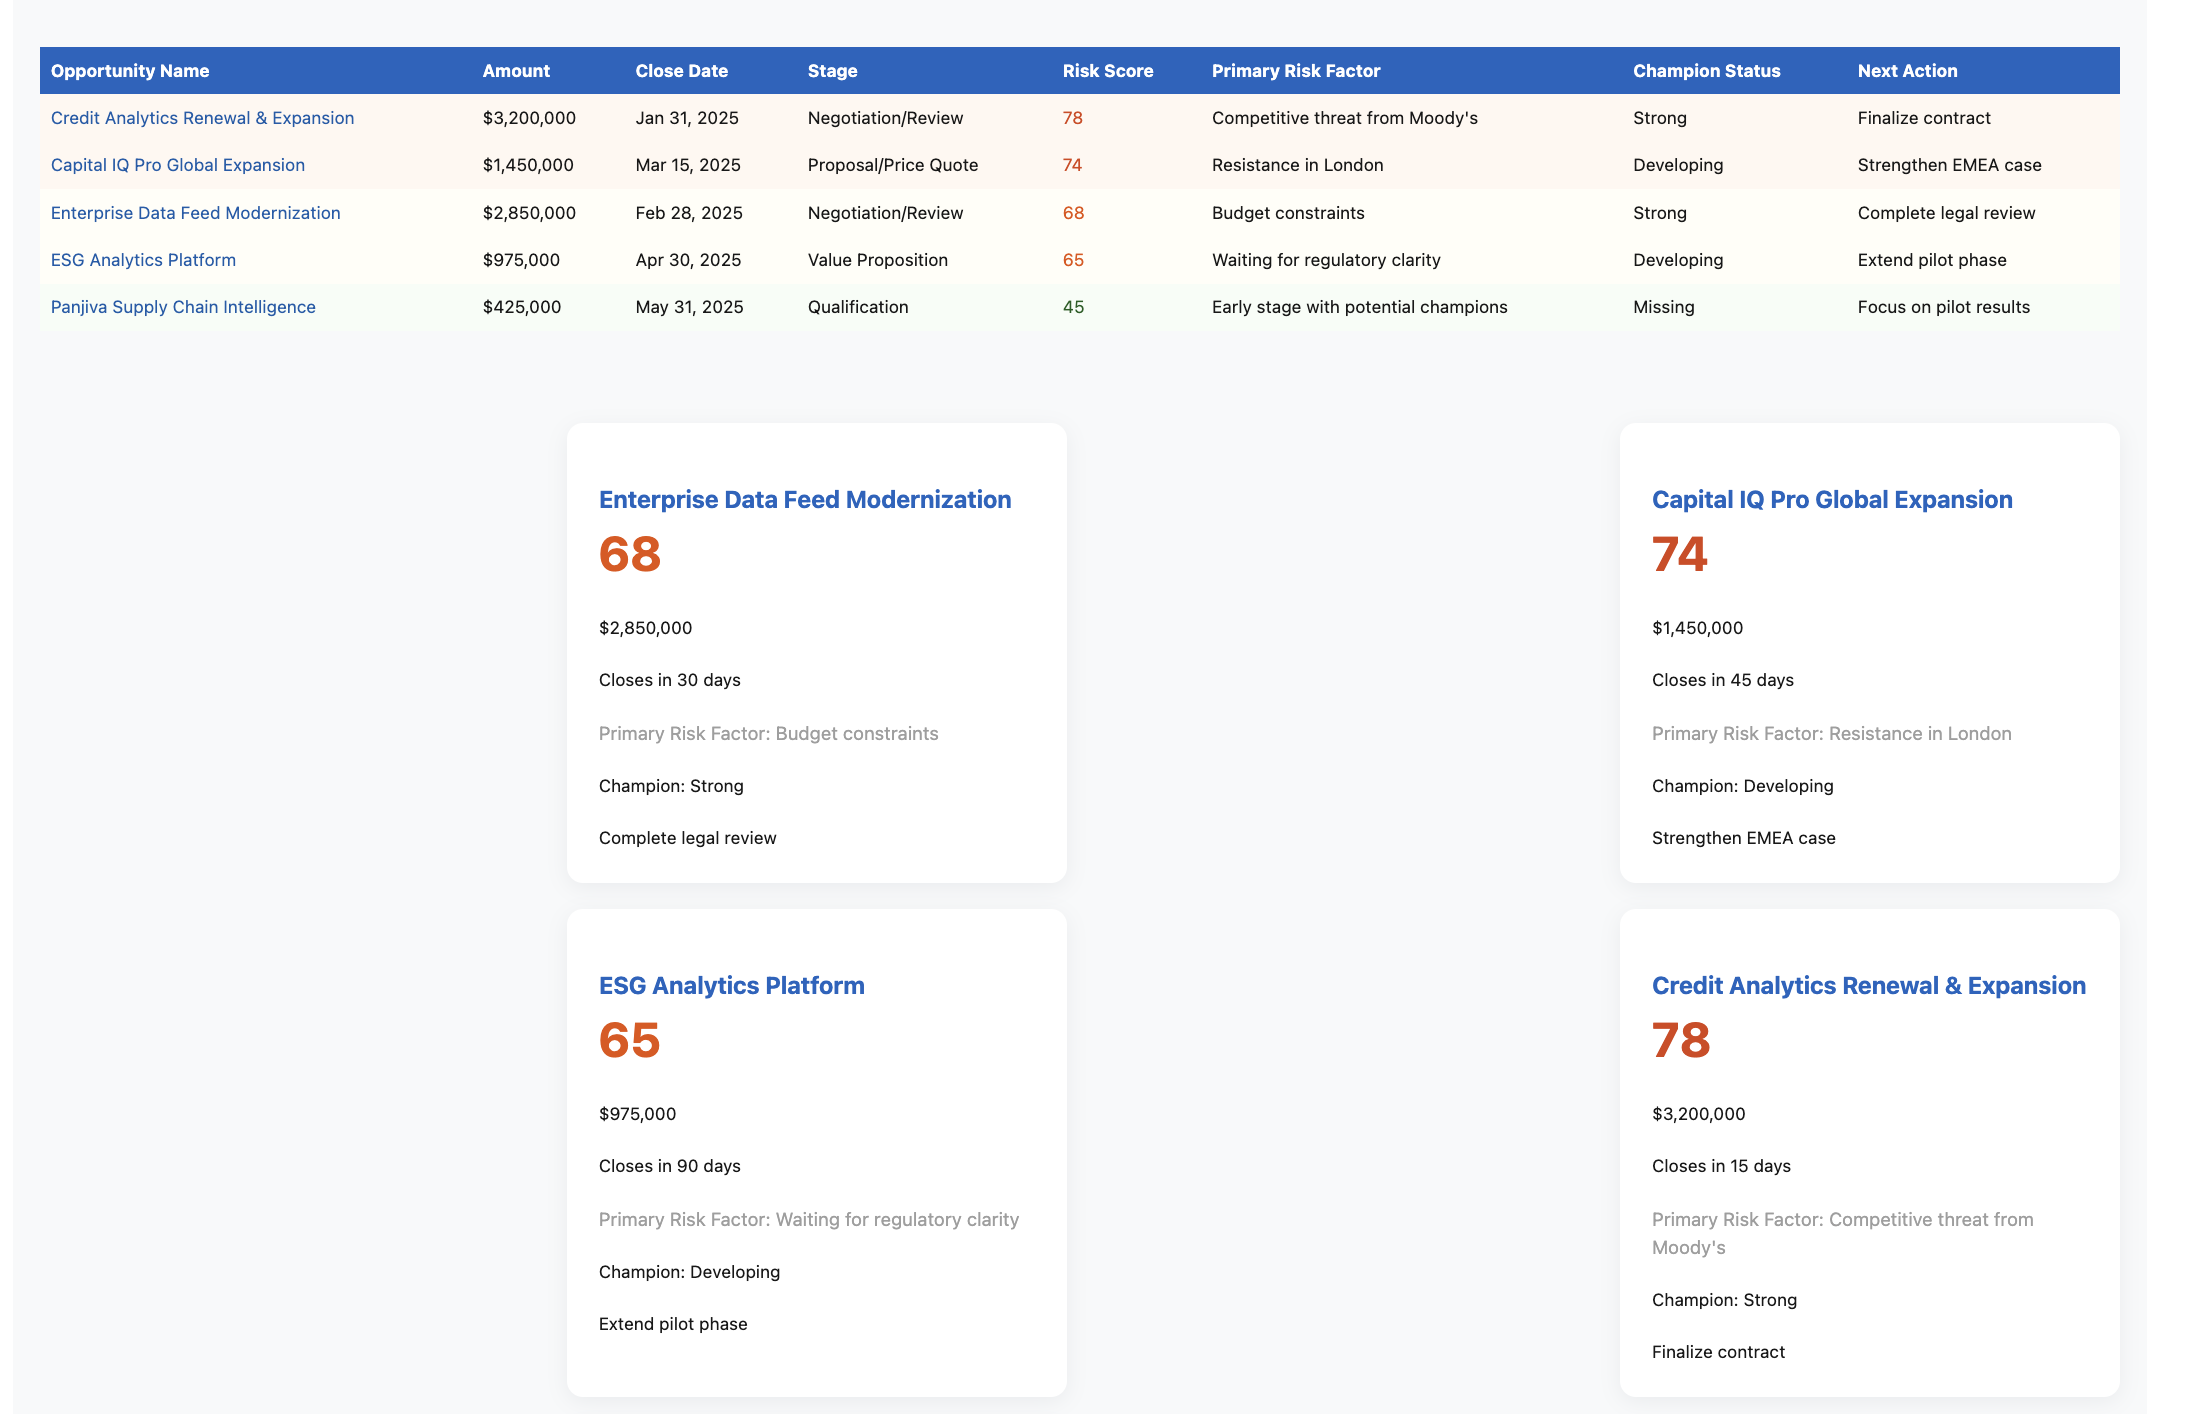 Opportunity Name Amount Close Date Stage Risk Score Primary Risk Factor Champion Status Next Action
Credit Analytics Renewal & Expansion $3,200,000 Jan 31, 2025 Negotiation/Review 78 Competitive threat from Moody's Strong Finalize contract
Capital IQ Pro Global Expansion $1,450,000 Mar 15, 2025 Proposal/Price Quote 74 Resistance in London Developing Strengthen EMEA case
Enterprise Data Feed Modernization $2,850,000 Feb 28, 2025 Negotiation/Review 68 Budget constraints Strong Complete legal review
ESG Analytics Platform $975,000 Apr 30, 2025 Value Proposition 65 Waiting for regulatory clarity Developing Extend pilot phase
Panjiva Supply Chain Intelligence $425,000 May 31, 2025 Qualification 45 Early stage with potential champions Missing Focus on pilot results
Enterprise Data Feed Modernization
68
$2,850,000
Closes in 30 days
Primary Risk Factor: Budget constraints
Champion: Strong
Complete legal review
Capital IQ Pro Global Expansion
74
$1,450,000
Closes in 45 days
Primary Risk Factor: Resistance in London
Champion: Developing
Strengthen EMEA case
ESG Analytics Platform
65
$975,000
Closes in 90 days
Primary Risk Factor: Waiting for regulatory clarity
Champion: Developing
Extend pilot phase
Credit Analytics Renewal & Expansion
78
$3,200,000
Closes in 15 days
Primary Risk Factor: Competitive threat from
Moody's
Champion: Strong
Finalize contract